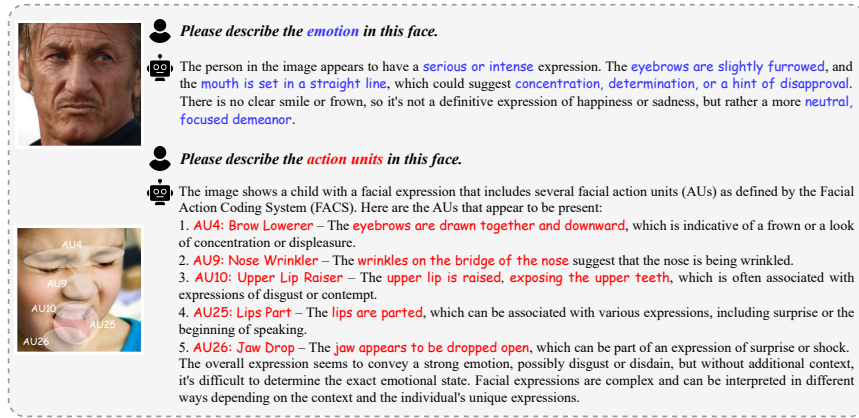 Please describe the emotion in this face.
The person in the image appears to have a serious or intense expression. The eyebrows are slightly furrowed, and
the mouth is set in a straight line, which could suggest concentration, determination, or a hint of disapproval.
There is no clear smile or frown, so it's not a definitive expression of happiness or sadness, but rather a more neutral,
focused demeanor.
Please describe the action units in this face.
The image shows a child with a facial expression that includes several facial action units (AUs) as defined by the Facial
Action Coding System (FACS). Here are the AUs that appear to be present:
1. AU4: Brow Lowerer – The eyebrows are drawn together and downward, which is indicative of a frown or a look
of concentration or displeasure.
2. AU9: Nose Wrinkler – The wrinkles on the bridge of the nose suggest that the nose is being wrinkled.
3. AU10: Upper Lip Raiser – The upper lip is raised, exposing the upper teeth, which is often associated with
expressions of disgust or contempt.
4. AU25: Lips Part – The lips are parted, which can be associated with various expressions, including surprise or the
beginning of speaking.
5. AU26: Jaw Drop – The jaw appears to be dropped open, which can be part of an expression of surprise or shock.
The overall expression seems to convey a strong emotion, possibly disgust or disdain, but without additional context,
it's difficult to determine the exact emotional state. Facial expressions are complex and can be interpreted in different
ways depending on the context and the individual's unique expressions.
AU4
AU9
AU10
AU25
AU26